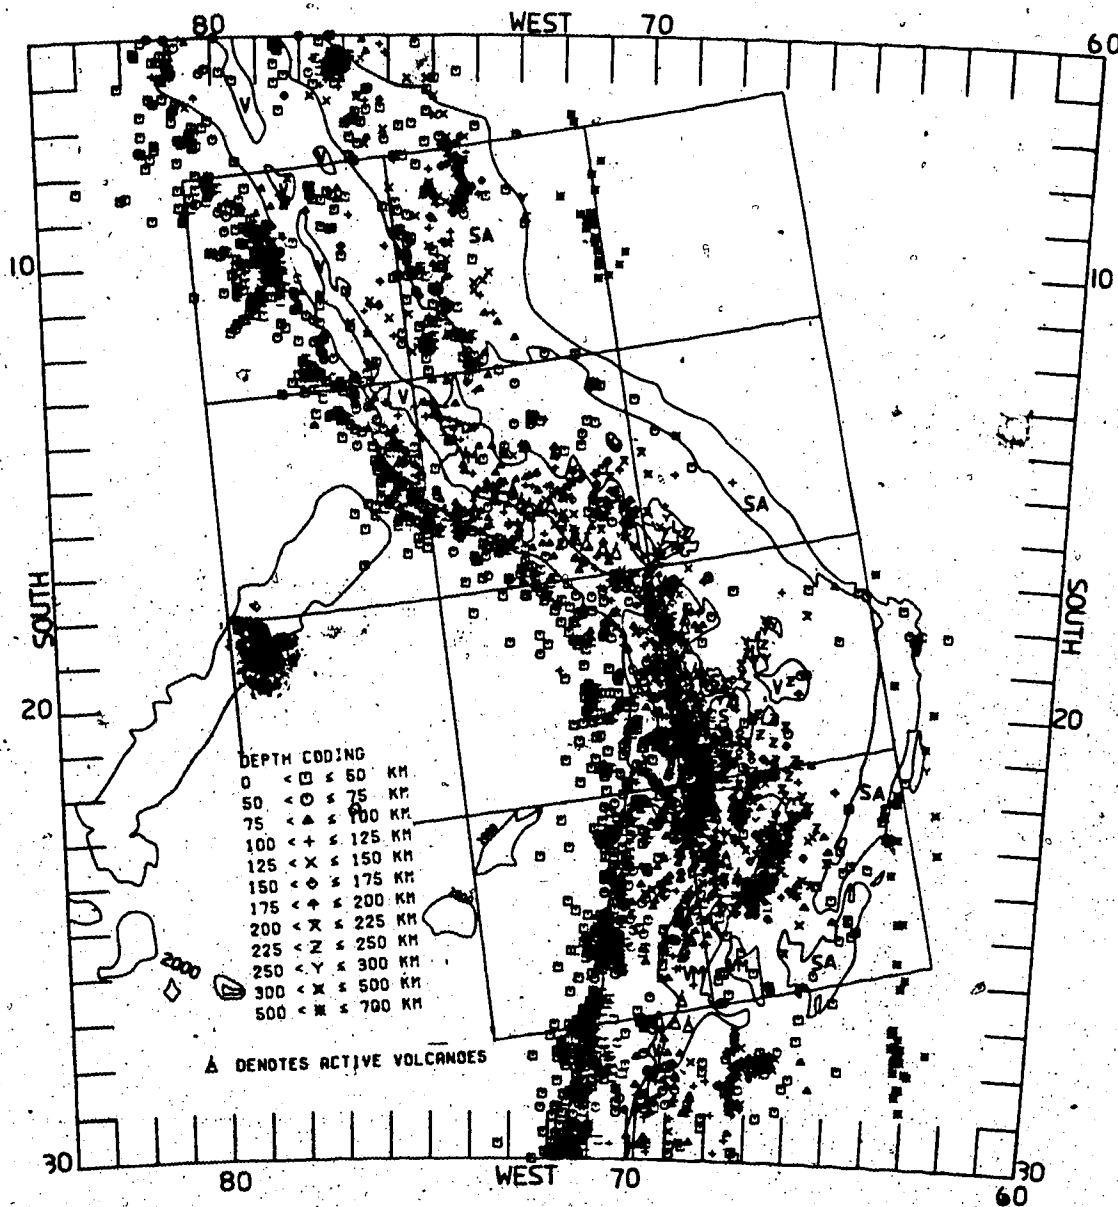 80 WEST 70 60
V
V
SA
10 10
V
SA
SOUTH SOUTH
V
20 20
DEPTH CODING
0 < ≤ 50 KM
50 < ≤ 75 KM
75 < ≤ 100 KM
100 < + ≤ 125 KM
125 < × ≤ 150 KM
150 < ≤ 175 KM
175 < ≤ 200 KM
200 < ≤ 225 KM
225 < Z ≤ 250 KM
250 < Y ≤ 300 KM
300 < ≤ 500 KM
500 < ≤ 700 KM
SA
2000
VM
SA
Δ DENOTES ACTIVE VOLCANOES
30 80 WEST 70 60 30